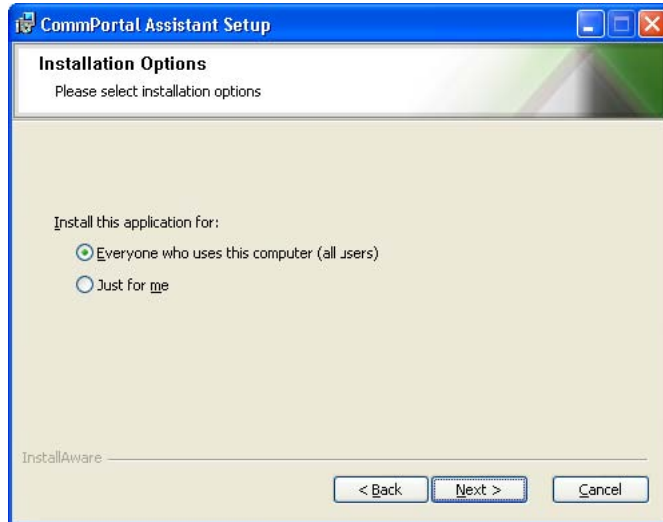 CommPortal Assistant Setup
Installation Options
Please select installation options
Install this application for:
Everyone who uses this computer (all users)
Just for me
InstallAware
< Back Next > Cancel